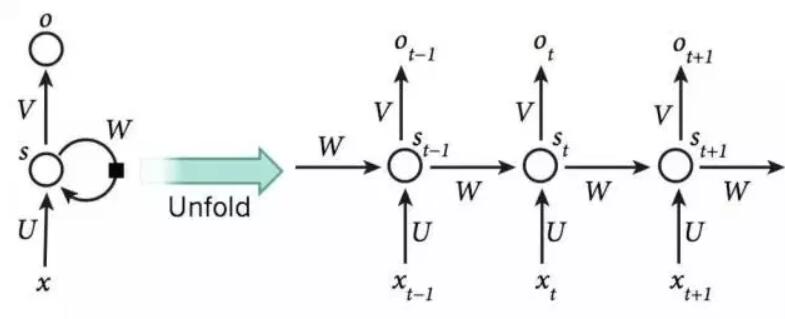 o
V
W
s
U
x
Unfold
o_{t-1} o_t o_{t+1}
V V V
W s_{t-1} s_t s_{t+1}
W W W
U U U
x_{t-1} x_t x_{t+1}